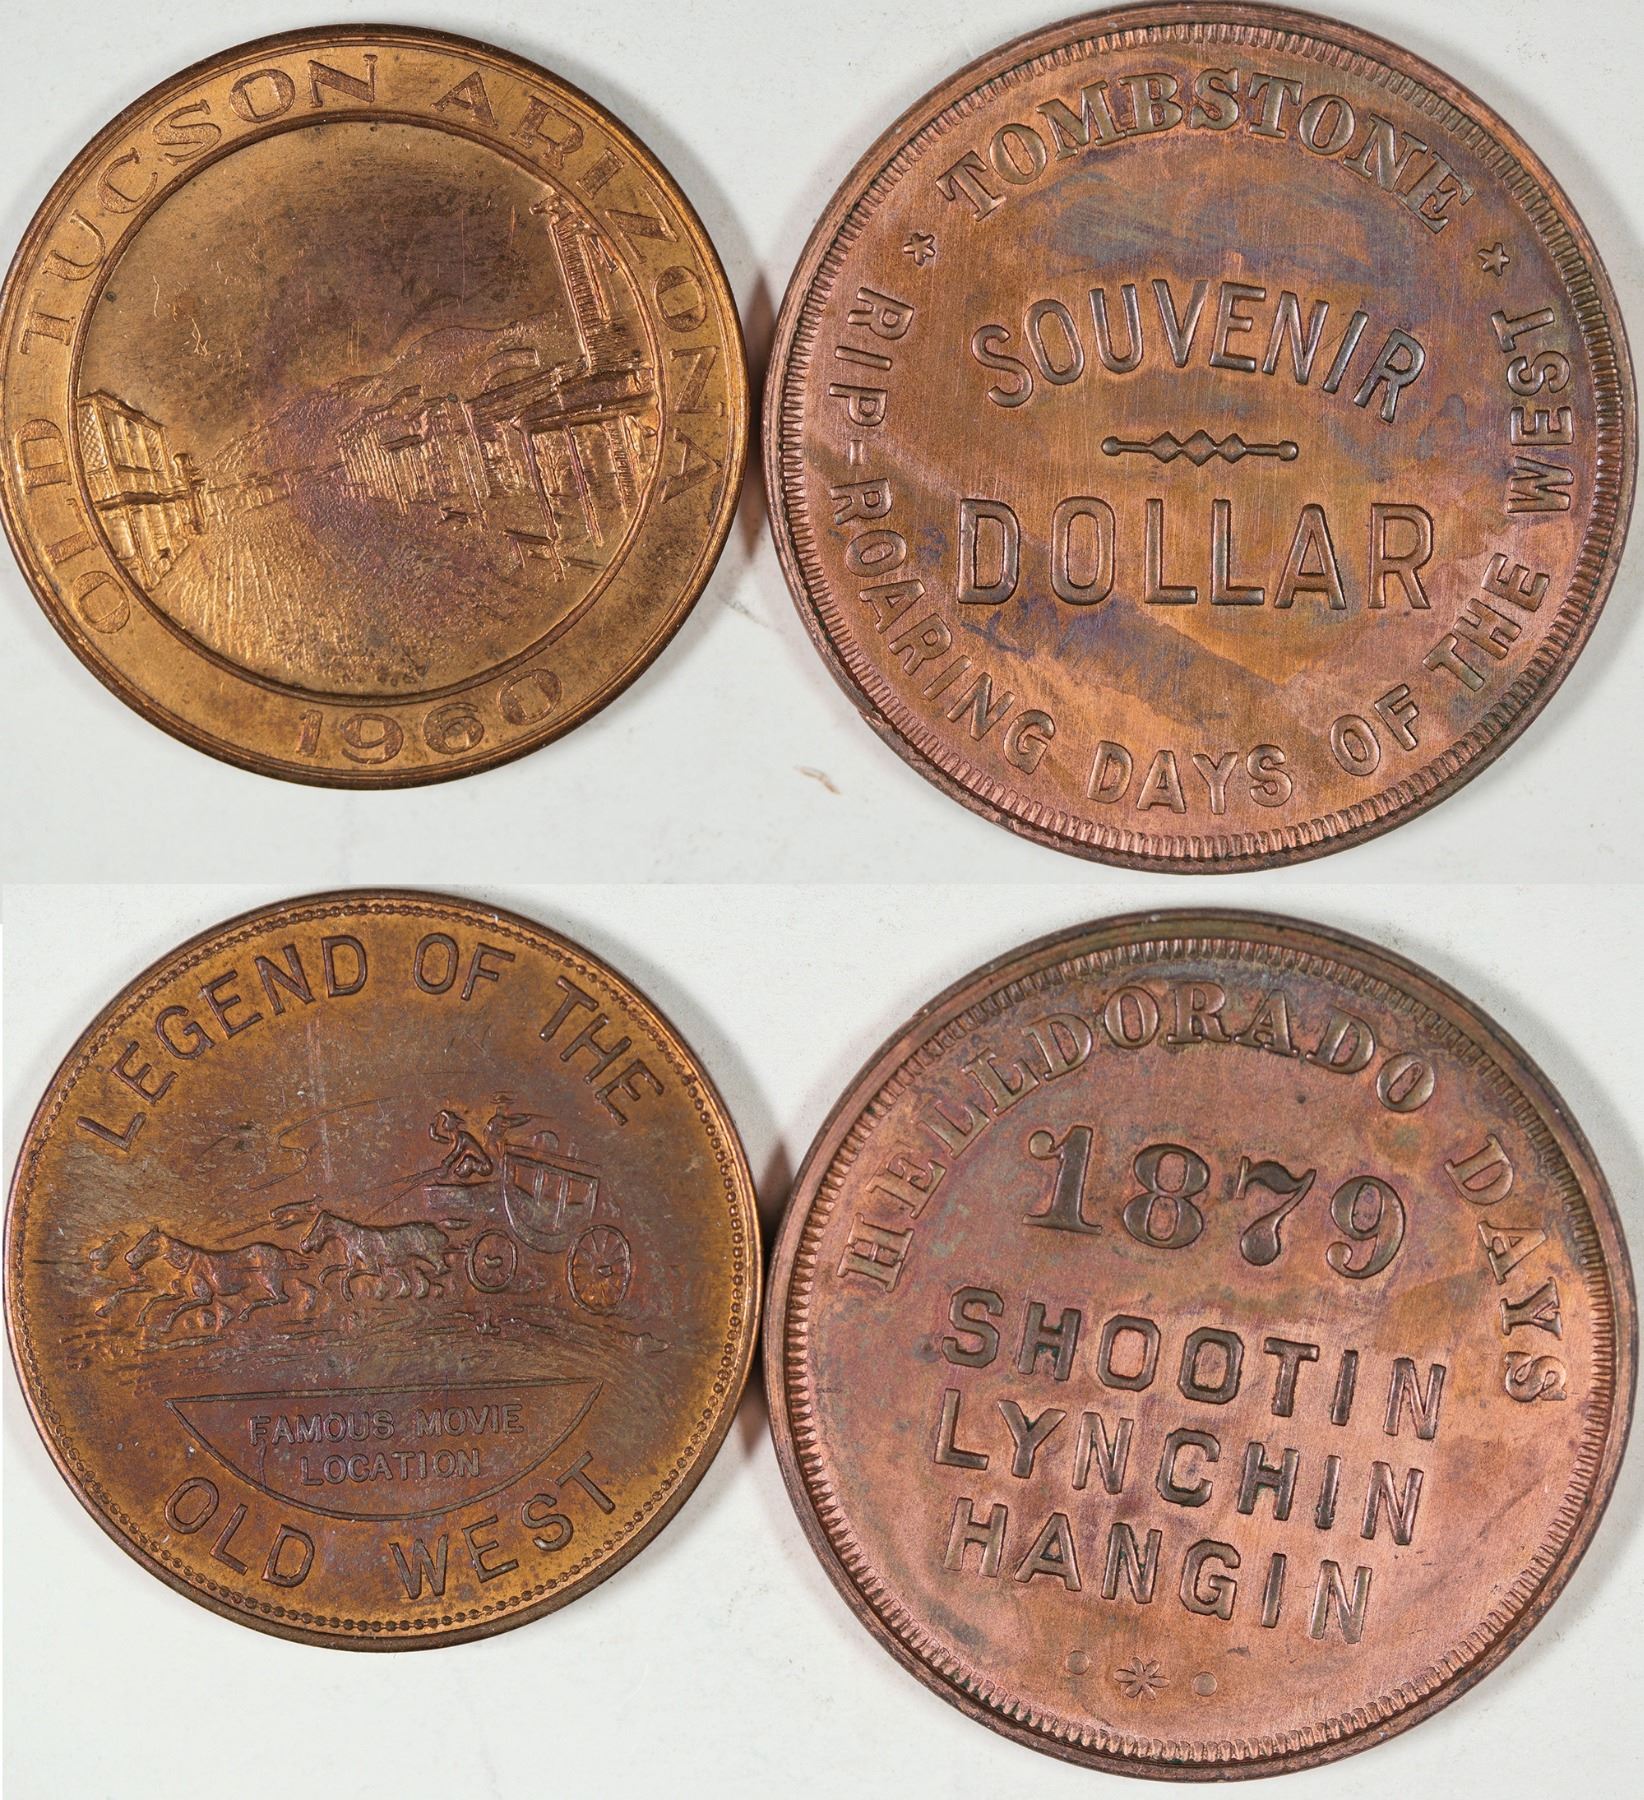 OLD TUCSON ARIZONA
1960
TOMBSTONE
SOUVENIR
DOLLAR
RIP-ROARING DAYS OF THE WEST
LEGEND OF THE
FAMOUS MOVIE
LOCATION
OLD WEST
HELLDORADO DAYS
1879
SHOOTIN
LYNCHIN
HANGIN